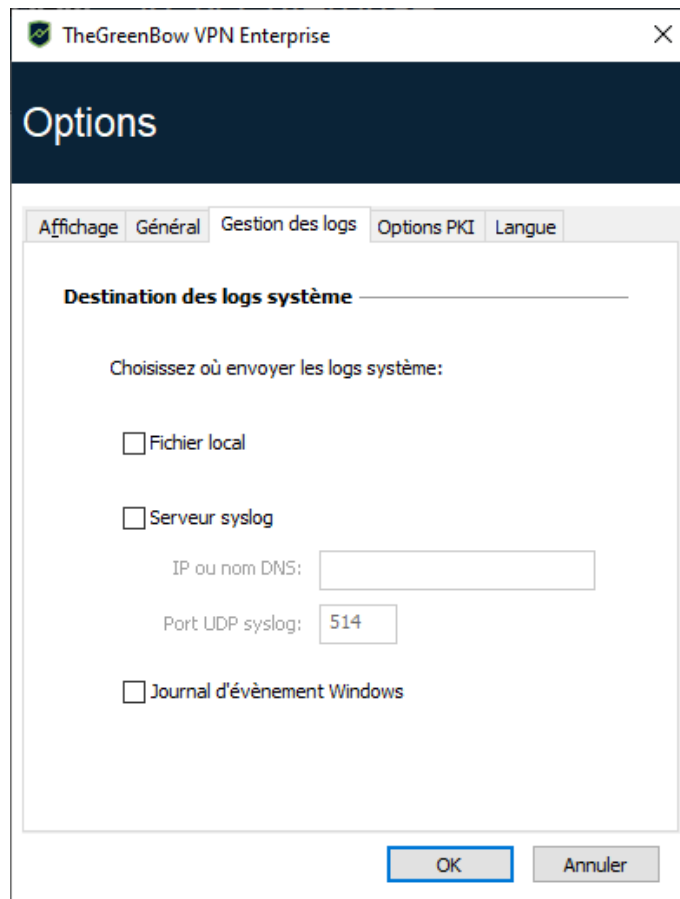 TheGreenBow VPN Enterprise
Options
Affichage Général Gestion des logs Options PKI Langue
Destination des logs système
Choisissez où envoyer les logs système:
Fichier local
Serveur syslog
IP ou nom DNS:
Port UDP syslog: 514
Journal d'évènement Windows
OK Annuler